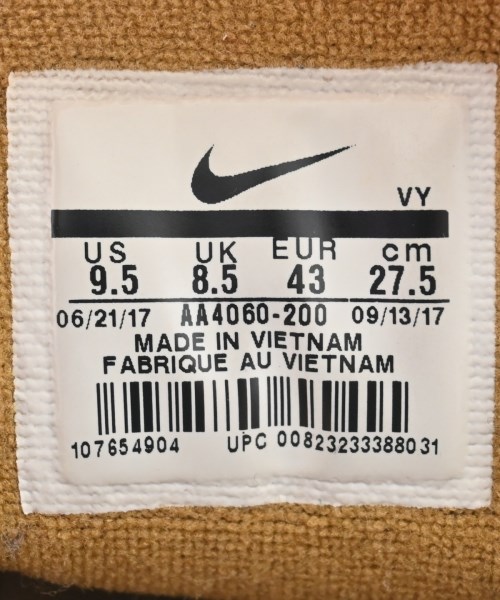 VY
US UK EUR cm
9.5 8.5 43 27.5
06/21/17 AA4060-200 09/13/17
MADE IN VIETNAM
FABRIQUE AU VIETNAM
107654904 UPC 00823233388031